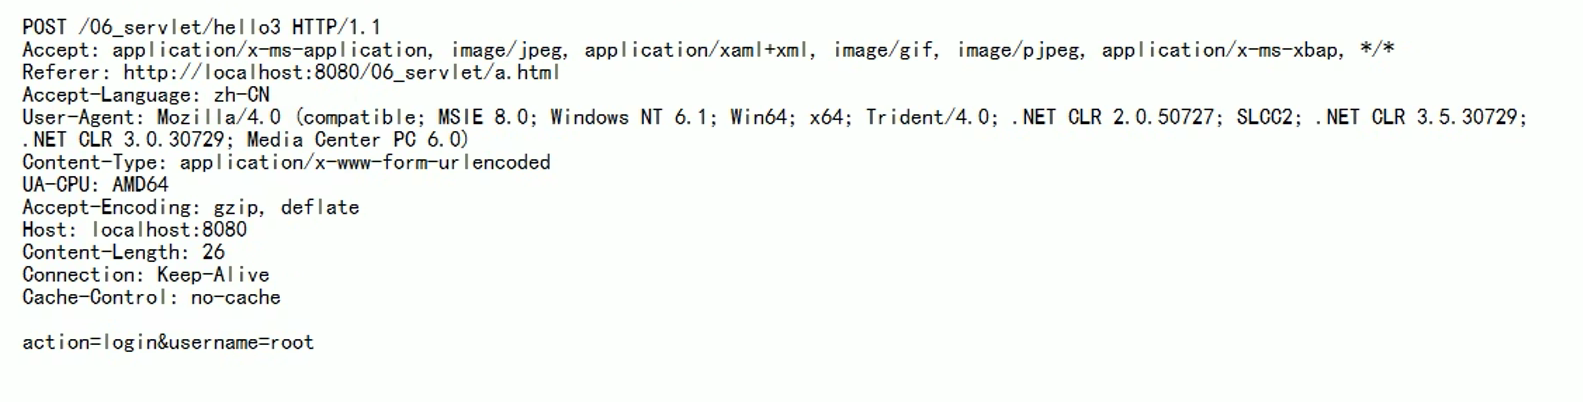 POST /06_servlet/hello3 HTTP/1.1
Accept: application/x-ms-application, image/jpeg, application/xaml+xml, image/gif, image/pjpeg, application/x-ms-xbap, */*
Referer: http://localhost:8080/06_servlet/a.html
Accept-Language: zh-CN
User-Agent: Mozilla/4.0 (compatible; MSIE 8.0; Windows NT 6.1; Win64; x64; Trident/4.0; .NET CLR 2.0.50727; SLCC2; .NET CLR 3.5.30729;
.NET CLR 3.0.30729; Media Center PC 6.0)
Content-Type: application/x-www-form-urlencoded
UA-CPU: AMD64
Accept-Encoding: gzip, deflate
Host: localhost:8080
Content-Length: 26
Connection: Keep-Alive
Cache-Control: no-cache
action=login&username=root